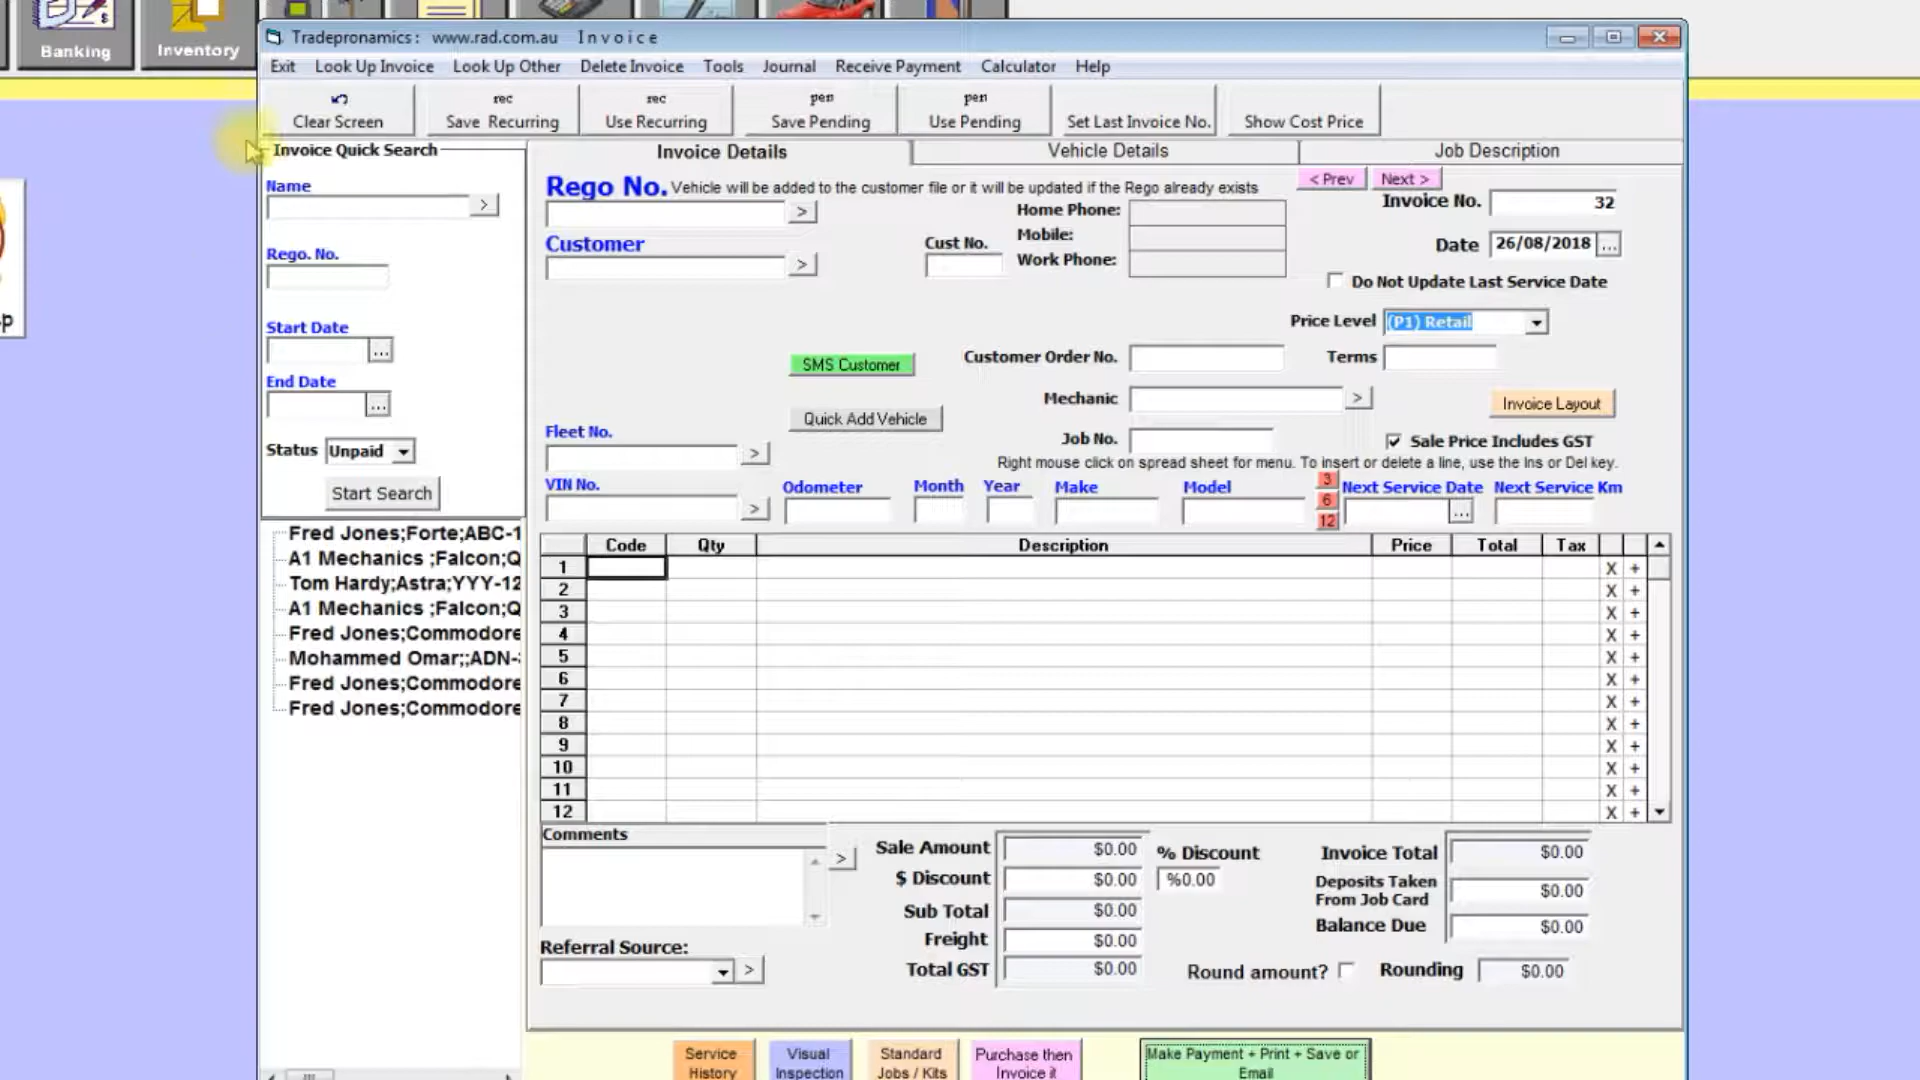 Banking
Inventory
Tradepronamics: www.rad.com.au Invoice
Exit Look Up Invoice Look Up Other Delete Invoice Tools Journal Receive Payment Calculator Help
rec rec pen pen
Clear Screen Save Recurring Use Recurring Save Pending Use Pending Set Last Invoice No. Show Cost Price
Invoice Quick Search
Invoice Details Vehicle Details Job Description
Name
Rego. No.
Start Date
...
End Date
...
Status Unpaid
Start Search
Fred Jones;Forte;ABC-1
A1 Mechanics ;Falcon;Q
Tom Hardy;Astra;YYY-12
A1 Mechanics ;Falcon;Q
Fred Jones;Commodore
Mohammed Omar;;ADN-
Fred Jones;Commodore
Fred Jones;Commodore
p
Rego No. Vehicle will be added to the customer file or it will be updated if the Rego already exists
< Prev Next >
Invoice No. 32
Home Phone:
Customer Cust No. Mobile:
Date 26/08/2018 ...
Work Phone:
Do Not Update Last Service Date
Price Level (P1) Retail
SMS Customer Customer Order No. Terms
Mechanic > Invoice Layout
Quick Add Vehicle
Fleet No. > Job No. Sale Price Includes GST
Right mouse click on spread sheet for menu. To insert or delete a line, use the Ins or Del key.
VIN No. > Odometer Month Year Make Model 3 6 12 Next Service Date ... Next Service Km
Code Qty Description Price Total Tax
1 X +
2 X +
3 X +
4 X +
5 X +
6 X +
7 X +
8 X +
9 X +
10 X +
11 X +
12 X +
Comments
>
Referral Source:
>
Sale Amount $0.00 % Discount
$ Discount $0.00 %0.00
Sub Total $0.00
Freight $0.00
Total GST $0.00
Invoice Total $0.00
Deposits Taken
From Job Card $0.00
Balance Due $0.00
Round amount? Rounding $0.00
Service
History
Visual
Inspection
Standard
Jobs / Kits
Purchase then
Invoice it
Make Payment + Print + Save or
Email